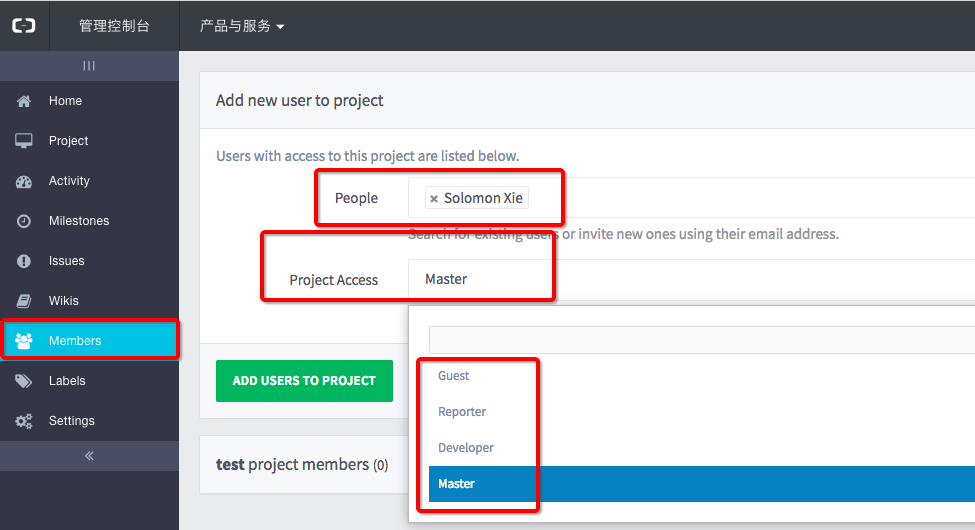 管理控制台
产品与服务
Home
Project
Activity
Milestones
Issues
Wikis
Members
Labels
Settings
Add new user to project
Users with access to this project are listed below.
People
× Solomon Xie
Search for existing users or invite new ones using their email address.
Project Access
Master
Guest
Reporter
Developer
Master
ADD USERS TO PROJECT
test project members (0)